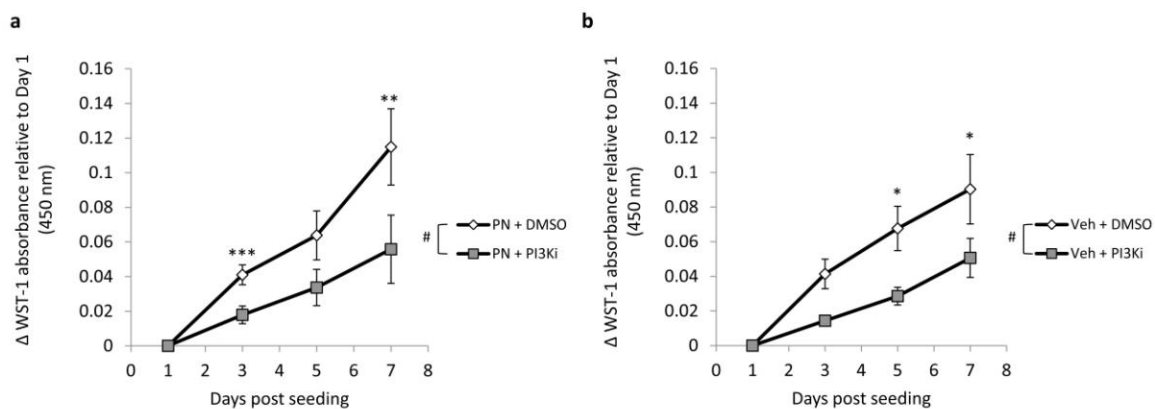 a
Δ WST-1 absorbance relative to Day 1
(450 nm)
0.16
0.14
0.12
0.1
0.08
0.06
0.04
0.02
0
***
**
0 1 2 3 4 5 6 7 8
Days post seeding
#
PN + DMSO
PN + PI3Ki
b
Δ WST-1 absorbance relative to Day 1
(450 nm)
0.16
0.14
0.12
0.1
0.08
0.06
0.04
0.02
0
*
*
0 1 2 3 4 5 6 7 8
Days post seeding
#
Veh + DMSO
Veh + PI3Ki